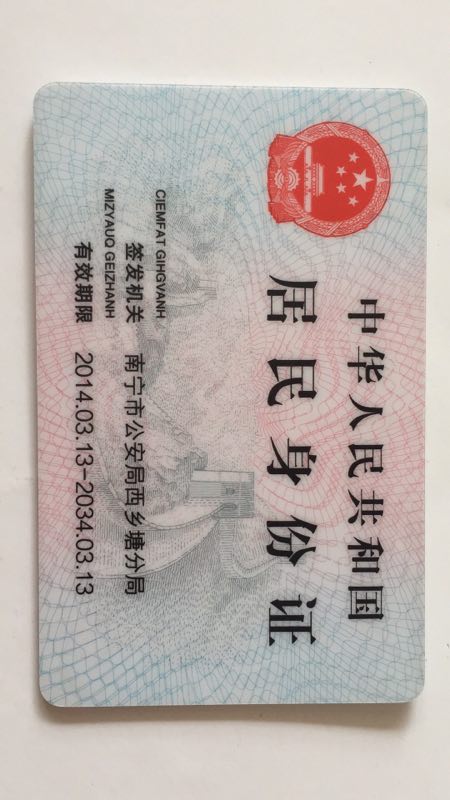 中华人民共和国
居民身份证
CIEMFAT GIHGVANH
签发机关 南宁市公安局西乡塘分局
MIZYAUQ GEIZHANH
有效期限 2014.03.13-2034.03.13